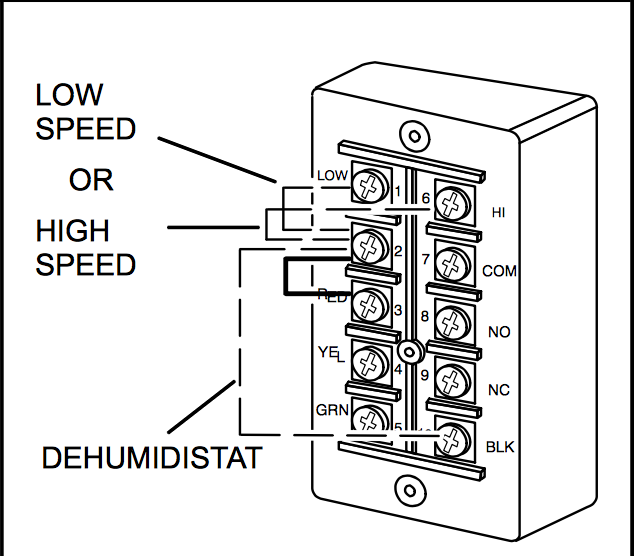 LOW
SPEED
OR
HIGH
SPEED
DEHUMIDISTAT
LOW
1
2
RED
3
YEL
4
GRN
5
6
HI
7
COM
8
NO
9
NC
10
BLK